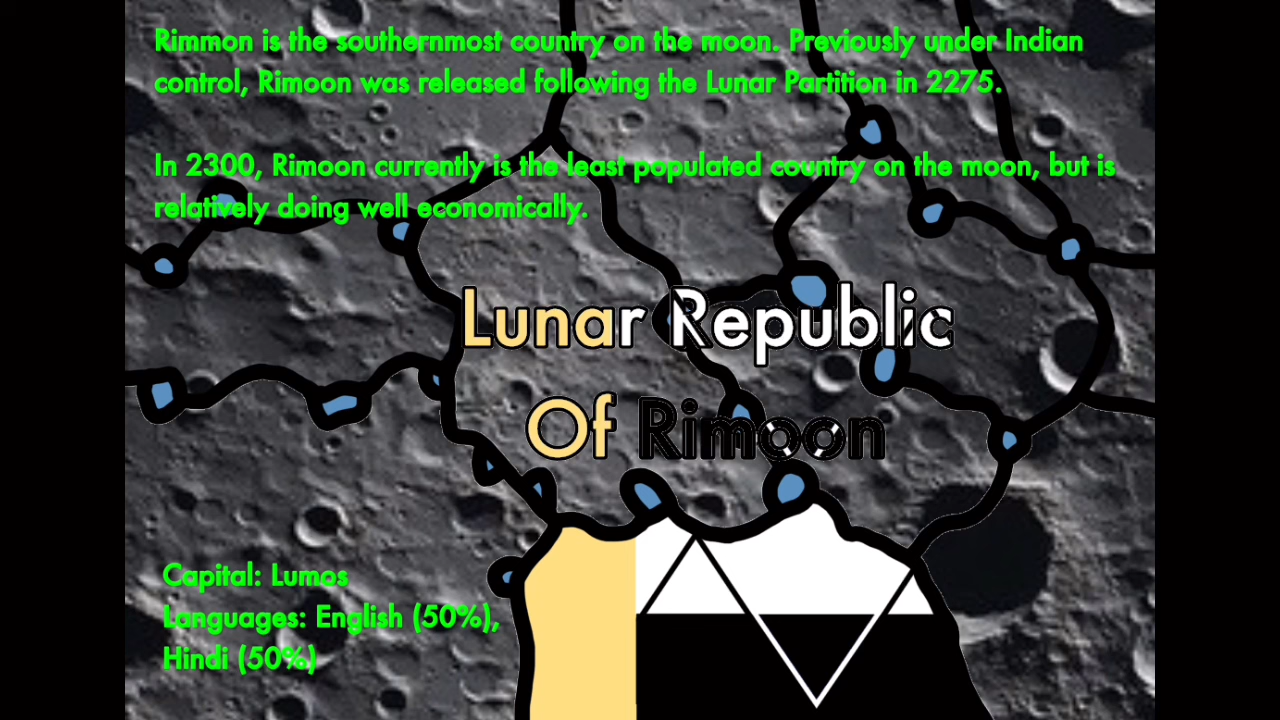 Rimmon is the southernmost country on the moon. Previously under Indian
control, Rimoon was released following the Lunar Partition in 2275.
In 2300, Rimoon currently is the least populated country on the moon, but is
relatively doing well economically.
Lunar Republic
Of Rimoon
Capital: Lumos
Languages: English (50%),
Hindi (50%)